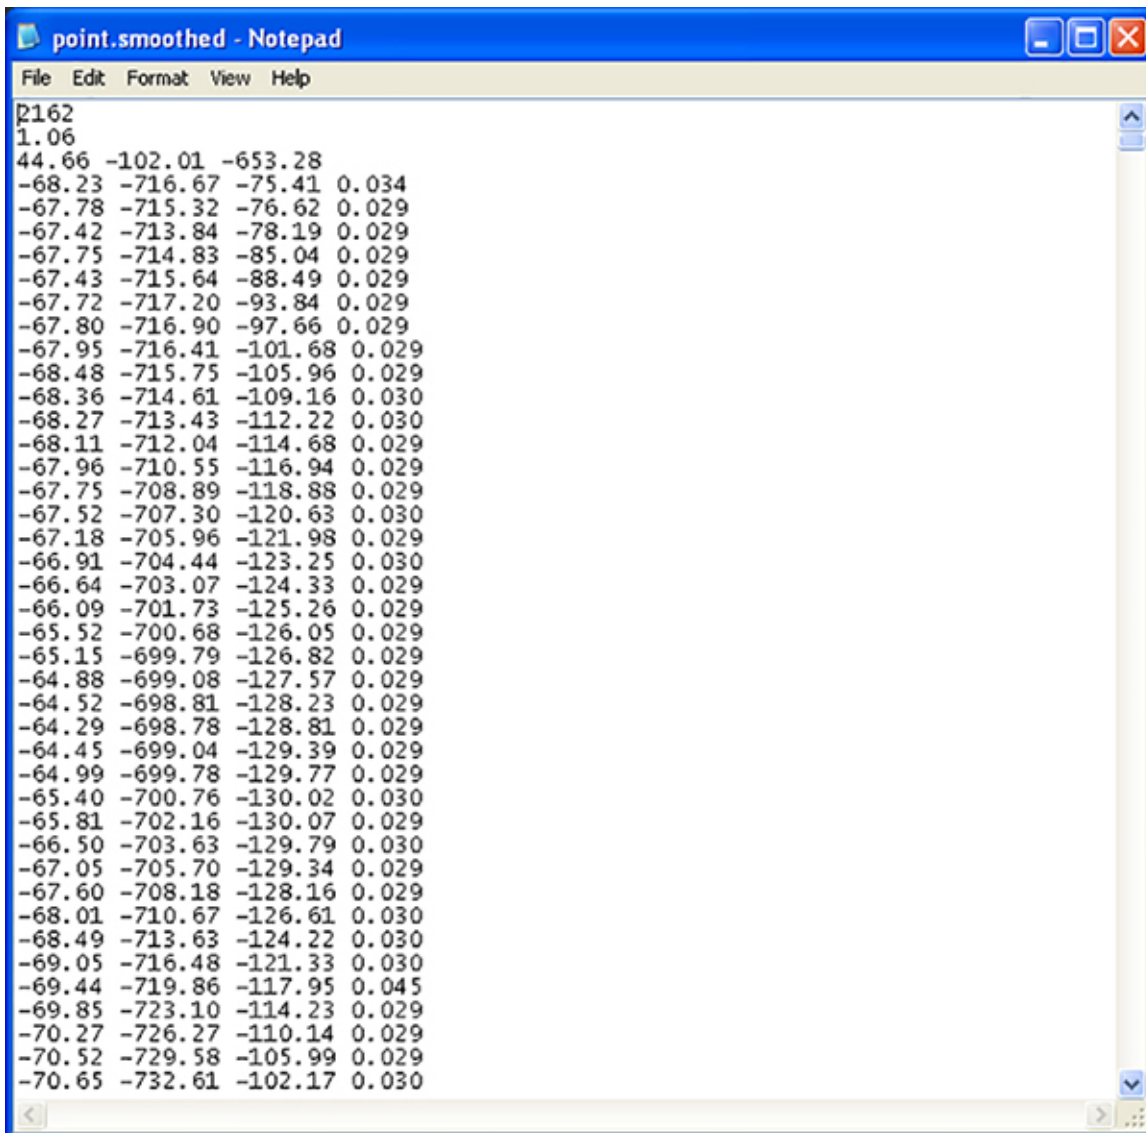 point.smoothed - Notepad
File Edit Format View Help
2162
1.06
44.66 -102.01 -653.28
-68.23 -716.67 -75.41 0.034
-67.78 -715.32 -76.62 0.029
-67.42 -713.84 -78.19 0.029
-67.75 -714.83 -85.04 0.029
-67.43 -715.64 -88.49 0.029
-67.72 -717.20 -93.84 0.029
-67.80 -716.90 -97.66 0.029
-67.95 -716.41 -101.68 0.029
-68.48 -715.75 -105.96 0.029
-68.36 -714.61 -109.16 0.030
-68.27 -713.43 -112.22 0.030
-68.11 -712.04 -114.68 0.029
-67.96 -710.55 -116.94 0.029
-67.75 -708.89 -118.88 0.029
-67.52 -707.30 -120.63 0.030
-67.18 -705.96 -121.98 0.029
-66.91 -704.44 -123.25 0.030
-66.64 -703.07 -124.33 0.029
-66.09 -701.73 -125.26 0.029
-65.52 -700.68 -126.05 0.029
-65.15 -699.79 -126.82 0.029
-64.88 -699.08 -127.57 0.029
-64.52 -698.81 -128.23 0.029
-64.29 -698.78 -128.81 0.029
-64.45 -699.04 -129.39 0.029
-64.99 -699.78 -129.77 0.029
-65.40 -700.76 -130.02 0.030
-65.81 -702.16 -130.07 0.029
-66.50 -703.63 -129.79 0.030
-67.05 -705.70 -129.34 0.029
-67.60 -708.18 -128.16 0.029
-68.01 -710.67 -126.61 0.030
-68.49 -713.63 -124.22 0.030
-69.05 -716.48 -121.33 0.030
-69.44 -719.86 -117.95 0.045
-69.85 -723.10 -114.23 0.029
-70.27 -726.27 -110.14 0.029
-70.52 -729.58 -105.99 0.029
-70.65 -732.61 -102.17 0.030